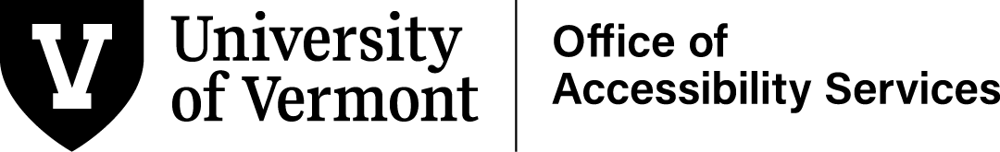 V
University
of Vermont
Office of
Accessibility Services